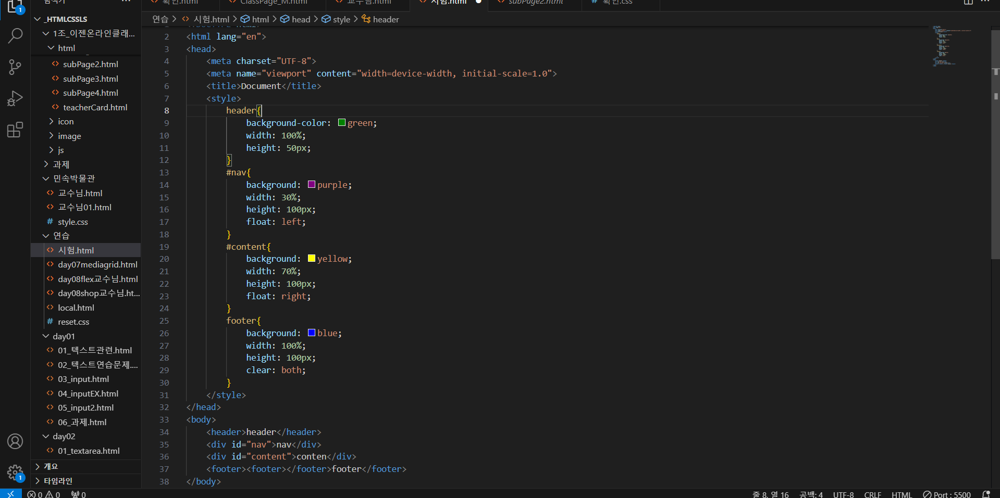 확인.html
ClassPage_M.html
교수님.html
시험.html
subPage2.html
확인.css
탐색기
1
_HTMLCSSLS
1조_이젠온라인클래...
html
subPage2.html
subPage3.html
subPage4.html
teacherCard.html
icon
image
js
과제
민속박물관
교수님.html
교수님01.html
style.css
연습
시험.html
day07mediagrid.html
day08flex교수님.html
day08shop교수님.ht...
local.html
reset.css
day01
01_텍스트관련.html
02_텍스트연습문제....
03_input.html
04_inputEX.html
05_input2.html
06_과제.html
day02
01_textarea.html
개요
타임라인
1
연습 > 시험.html > html > head > style > header
2 <html lang="en">
3 <head>
4 <meta charset="UTF-8">
5 <meta name="viewport" content="width=device-width, initial-scale=1.0">
6 <title>Document</title>
7 <style>
8 header{
9 background-color: green;
10 width: 100%;
11 height: 50px;
12 }
13 #nav{
14 background: purple;
15 width: 30%;
16 height: 100px;
17 float: left;
18 }
19 #content{
20 background: yellow;
21 width: 70%;
22 height: 100px;
23 float: right;
24 }
25 footer{
26 background: blue;
27 width: 100%;
28 height: 100px;
29 clear: both;
30 }
31 </style>
32 </head>
33 <body>
34 <header>header</header>
35 <div id="nav">nav</div>
36 <div id="content">conten</div>
37 <footer><footer></footer>footer</footer>
38 </body>
0 0 0 줄 8, 열 16 공백: 4 UTF-8 CRLF HTML Port : 5500